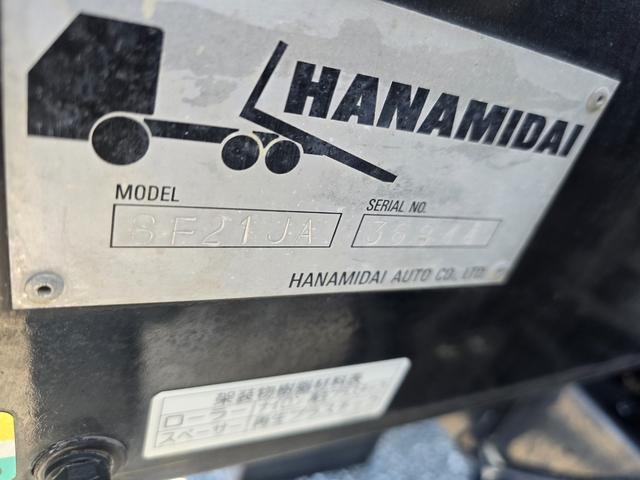 HANAMIDAI
MODEL
SERIAL NO.
SF21JA
HANAMIDAI AUTO CO., LTD.
架装物樹脂材料表
ローラー
スペーサー